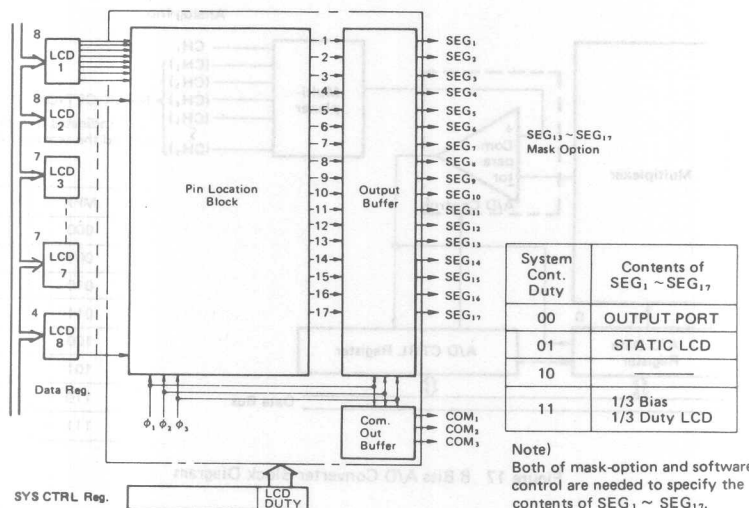 8
LCD
1
8
LCD
2
7
LCD
3
7
LCD
7
4
LCD
8
Data Reg.
Pin Location
Block
1
2
3
4
5
6
7
8
9
10
11
12
13
14
15
16
17
Output
Buffer
SEG₁
SEG₂
SEG₃
SEG₄
SEG₅
SEG₆
SEG₇
SEG₈
SEG₉
SEG₁₀
SEG₁₁
SEG₁₂
SEG₁₃
SEG₁₄
SEG₁₅
SEG₁₆
SEG₁₇
SEG₁₃ ~ SEG₁₇
Mask Option
System
Cont.
Duty
Contents of
SEG₁ ~ SEG₁₇
00 OUTPUT PORT
01 STATIC LCD
10 ———
11 1/3 Bias
1/3 Duty LCD
ϕ₁ ϕ₂ ϕ₃
Com.
Out
Buffer
COM₁
COM₂
COM₃
Note)
Both of mask-option and software
control are needed to specify the
contents of SEG₁ ~ SEG₁₇.
SYS CTRL Reg.
LCD
DUTY